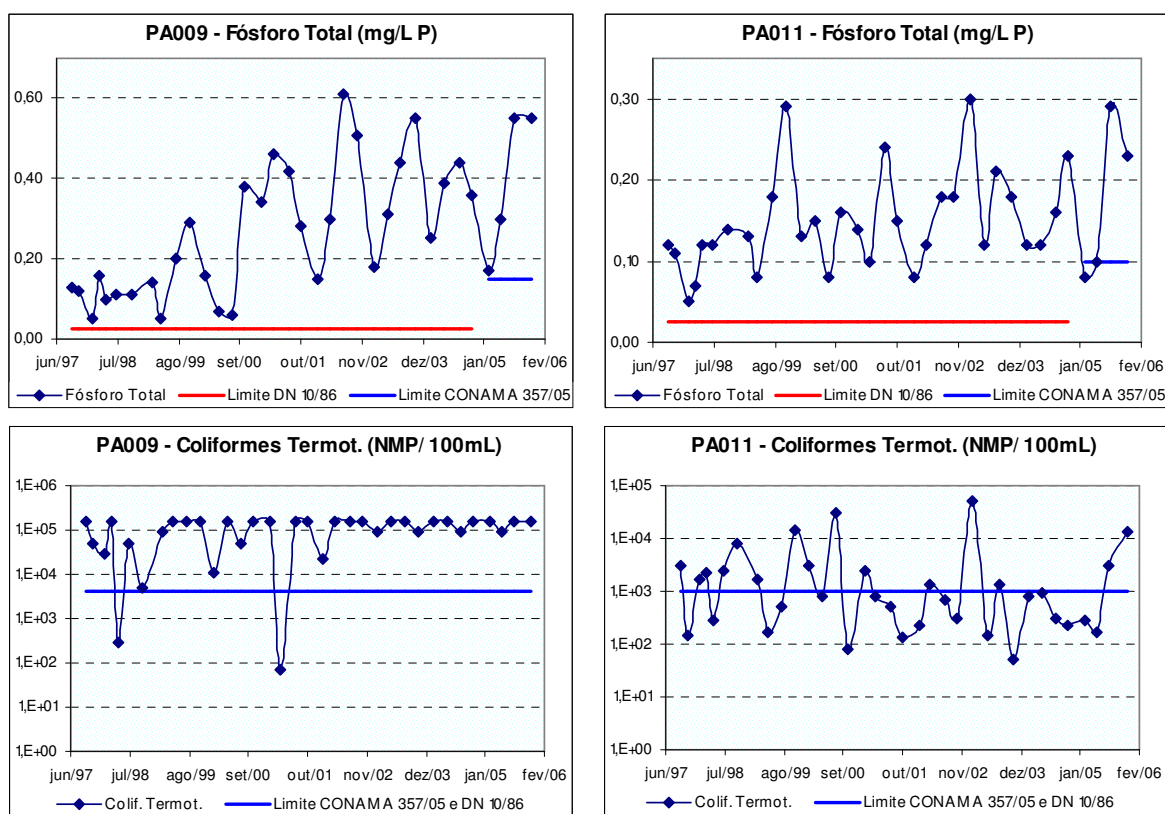 PA009 - Fósforo Total (mg/L P)
0,60
0,40
0,20
0,00
jun/97 jul/98 ago/99 set/00 out/01 nov/02 dez/03 jan/05 fev/06
Fósforo Total Limite DN 10/86 Limite CONAMA 357/05
PA011 - Fósforo Total (mg/L P)
0,30
0,20
0,10
0,00
jun/97 jul/98 ago/99 set/00 out/01 nov/02 dez/03 jan/05 fev/06
Fósforo Total Limite DN 10/86 Limite CONAMA 357/05
PA009 - Coliformes Termot. (NMP/ 100mL)
1,E+06
1,E+05
1,E+04
1,E+03
1,E+02
1,E+01
1,E+00
jun/97 jul/98 ago/99 set/00 out/01 nov/02 dez/03 jan/05 fev/06
Colif. Termot. Limite CONAMA 357/05 e DN 10/86
PA011 - Coliformes Termot. (NMP/ 100mL)
1,E+05
1,E+04
1,E+03
1,E+02
1,E+01
1,E+00
jun/97 jul/98 ago/99 set/00 out/01 nov/02 dez/03 jan/05 fev/06
Colif. Termot. Limite CONAMA 357/05 e DN 10/86